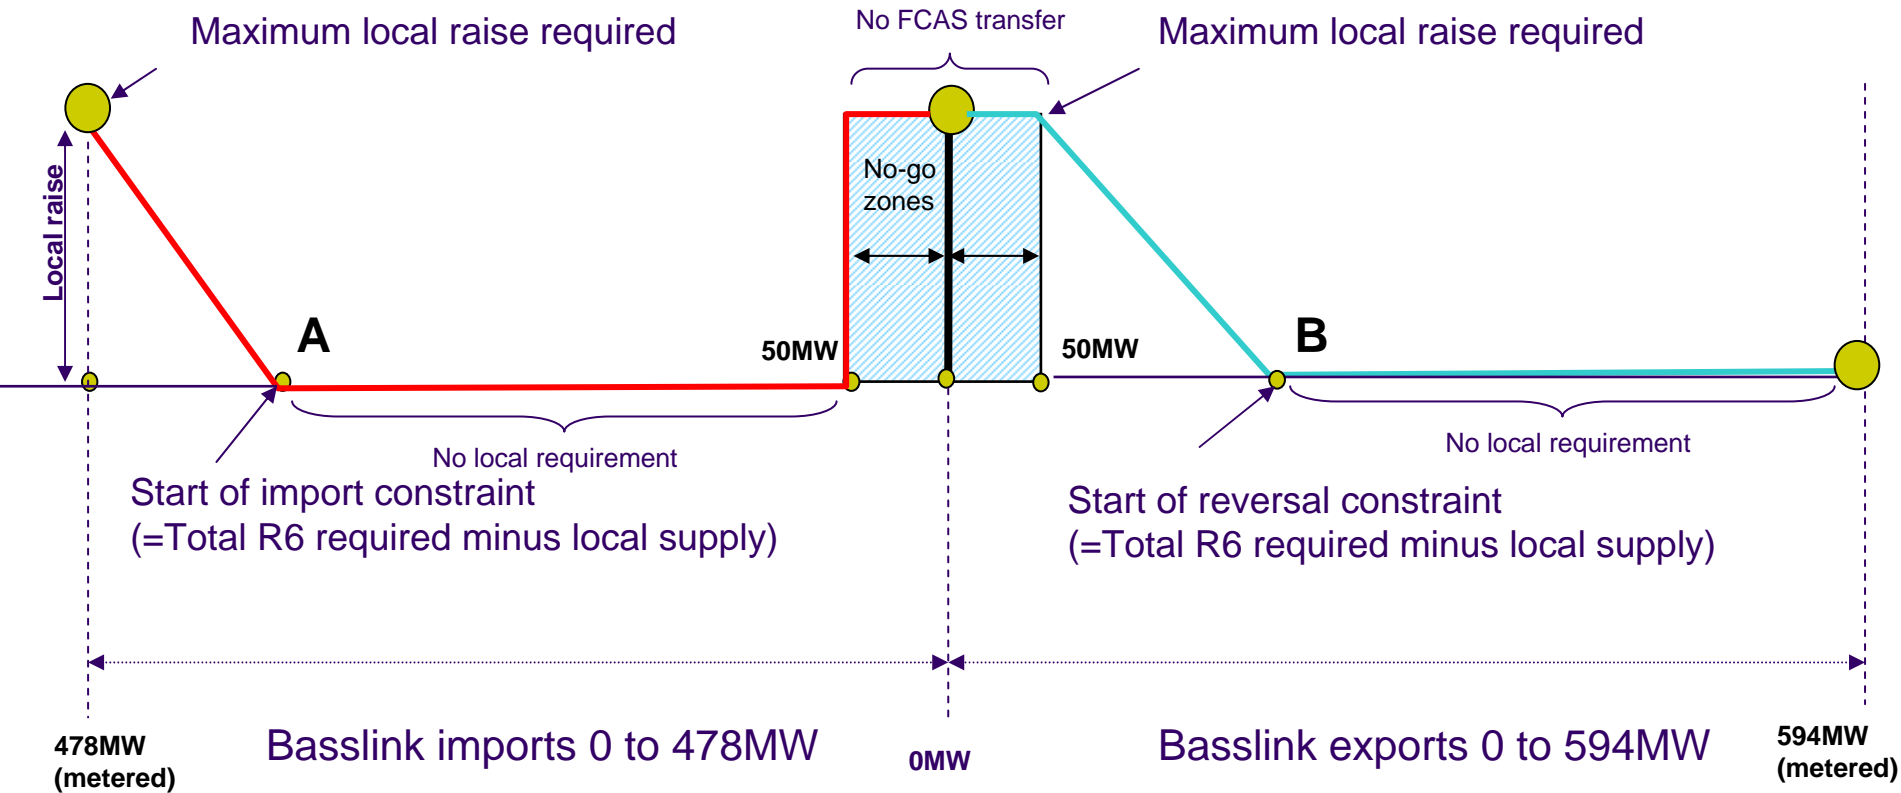 No FCAS transfer
Maximum local raise required
Maximum local raise required
Local raise
No-go
zones
A
50MW
50MW
B
No local requirement
No local requirement
Start of import constraint
(=Total R6 required minus local supply)
Start of reversal constraint
(=Total R6 required minus local supply)
478MW
(metered)
Basslink imports 0 to 478MW
0MW
Basslink exports 0 to 594MW
594MW
(metered)